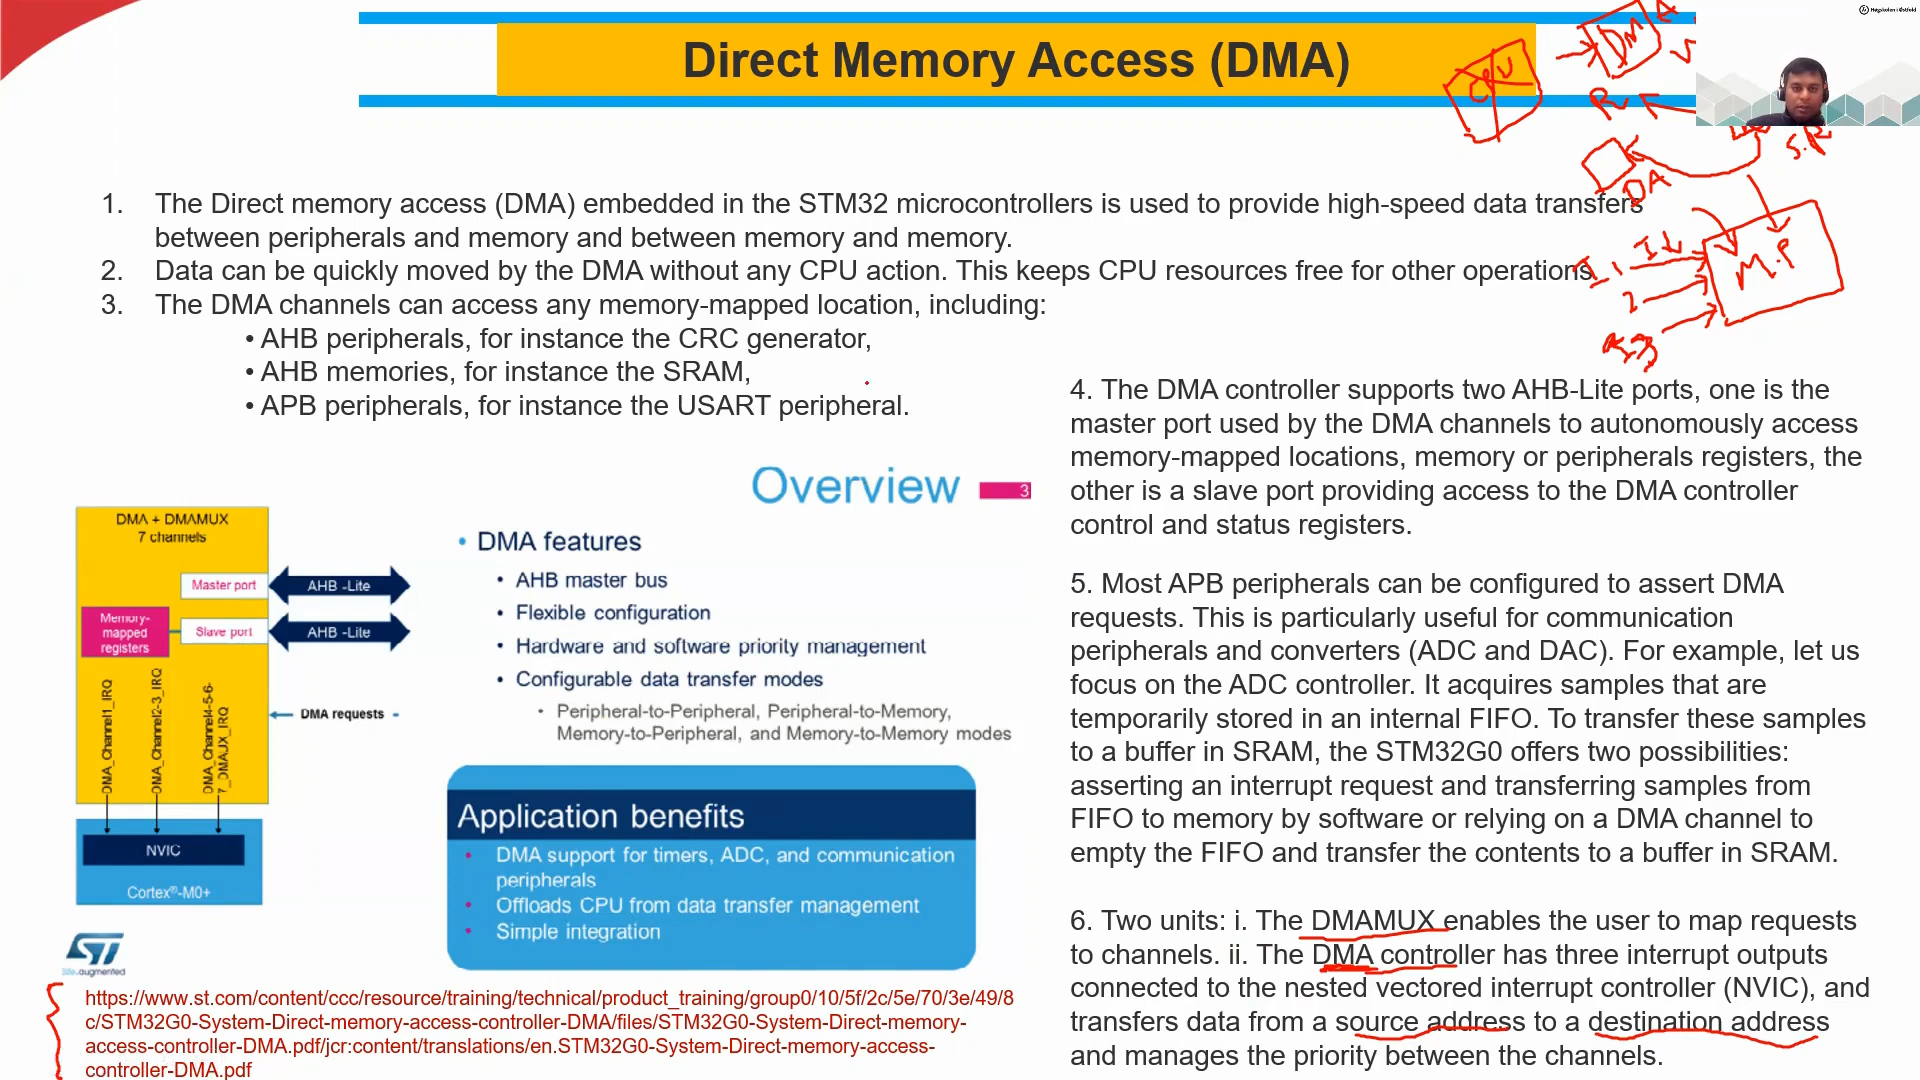 Høgskolen i Østfold
Direct Memory Access (DMA)
CPU
DMA
R
S.R
DA
1. The Direct memory access (DMA) embedded in the STM32 microcontrollers is used to provide high-speed data transfers
between peripherals and memory and between memory and memory.
2. Data can be quickly moved by the DMA without any CPU action. This keeps CPU resources free for other operations.
3. The DMA channels can access any memory-mapped location, including:
• AHB peripherals, for instance the CRC generator,
• AHB memories, for instance the SRAM,
• APB peripherals, for instance the USART peripheral.
M.P
I1
2
I3
4. The DMA controller supports two AHB-Lite ports, one is the
master port used by the DMA channels to autonomously access
memory-mapped locations, memory or peripherals registers, the
other is a slave port providing access to the DMA controller
control and status registers.
5. Most APB peripherals can be configured to assert DMA
requests. This is particularly useful for communication
peripherals and converters (ADC and DAC). For example, let us
focus on the ADC controller. It acquires samples that are
temporarily stored in an internal FIFO. To transfer these samples
to a buffer in SRAM, the STM32G0 offers two possibilities:
asserting an interrupt request and transferring samples from
FIFO to memory by software or relying on a DMA channel to
empty the FIFO and transfer the contents to a buffer in SRAM.
6. Two units: i. The DMAMUX enables the user to map requests
to channels. ii. The DMA controller has three interrupt outputs
connected to the nested vectored interrupt controller (NVIC), and
transfers data from a source address to a destination address
and manages the priority between the channels.
Overview
3
DMA + DMAMUX
7 channels
Master port
AHB -Lite
Memory-
mapped
registers
Slave port
AHB -Lite
DMA_Channel1_IRQ
DMA_Channel2-3_IRQ
DMA_Channel4-5-6-
7_DMAUX_IRQ
DMA requests
NVIC
Cortex®-M0+
• DMA features
• AHB master bus
• Flexible configuration
• Hardware and software priority management
• Configurable data transfer modes
• Peripheral-to-Peripheral, Peripheral-to-Memory,
Memory-to-Peripheral, and Memory-to-Memory modes
Application benefits
• DMA support for timers, ADC, and communication
peripherals
• Offloads CPU from data transfer management
• Simple integration
ST
life.augmented
https://www.st.com/content/ccc/resource/training/technical/product_training/group0/10/5f/2c/5e/70/3e/49/8
c/STM32G0-System-Direct-memory-access-controller-DMA/files/STM32G0-System-Direct-memory-
access-controller-DMA.pdf/jcr:content/translations/en.STM32G0-System-Direct-memory-access-
controller-DMA.pdf